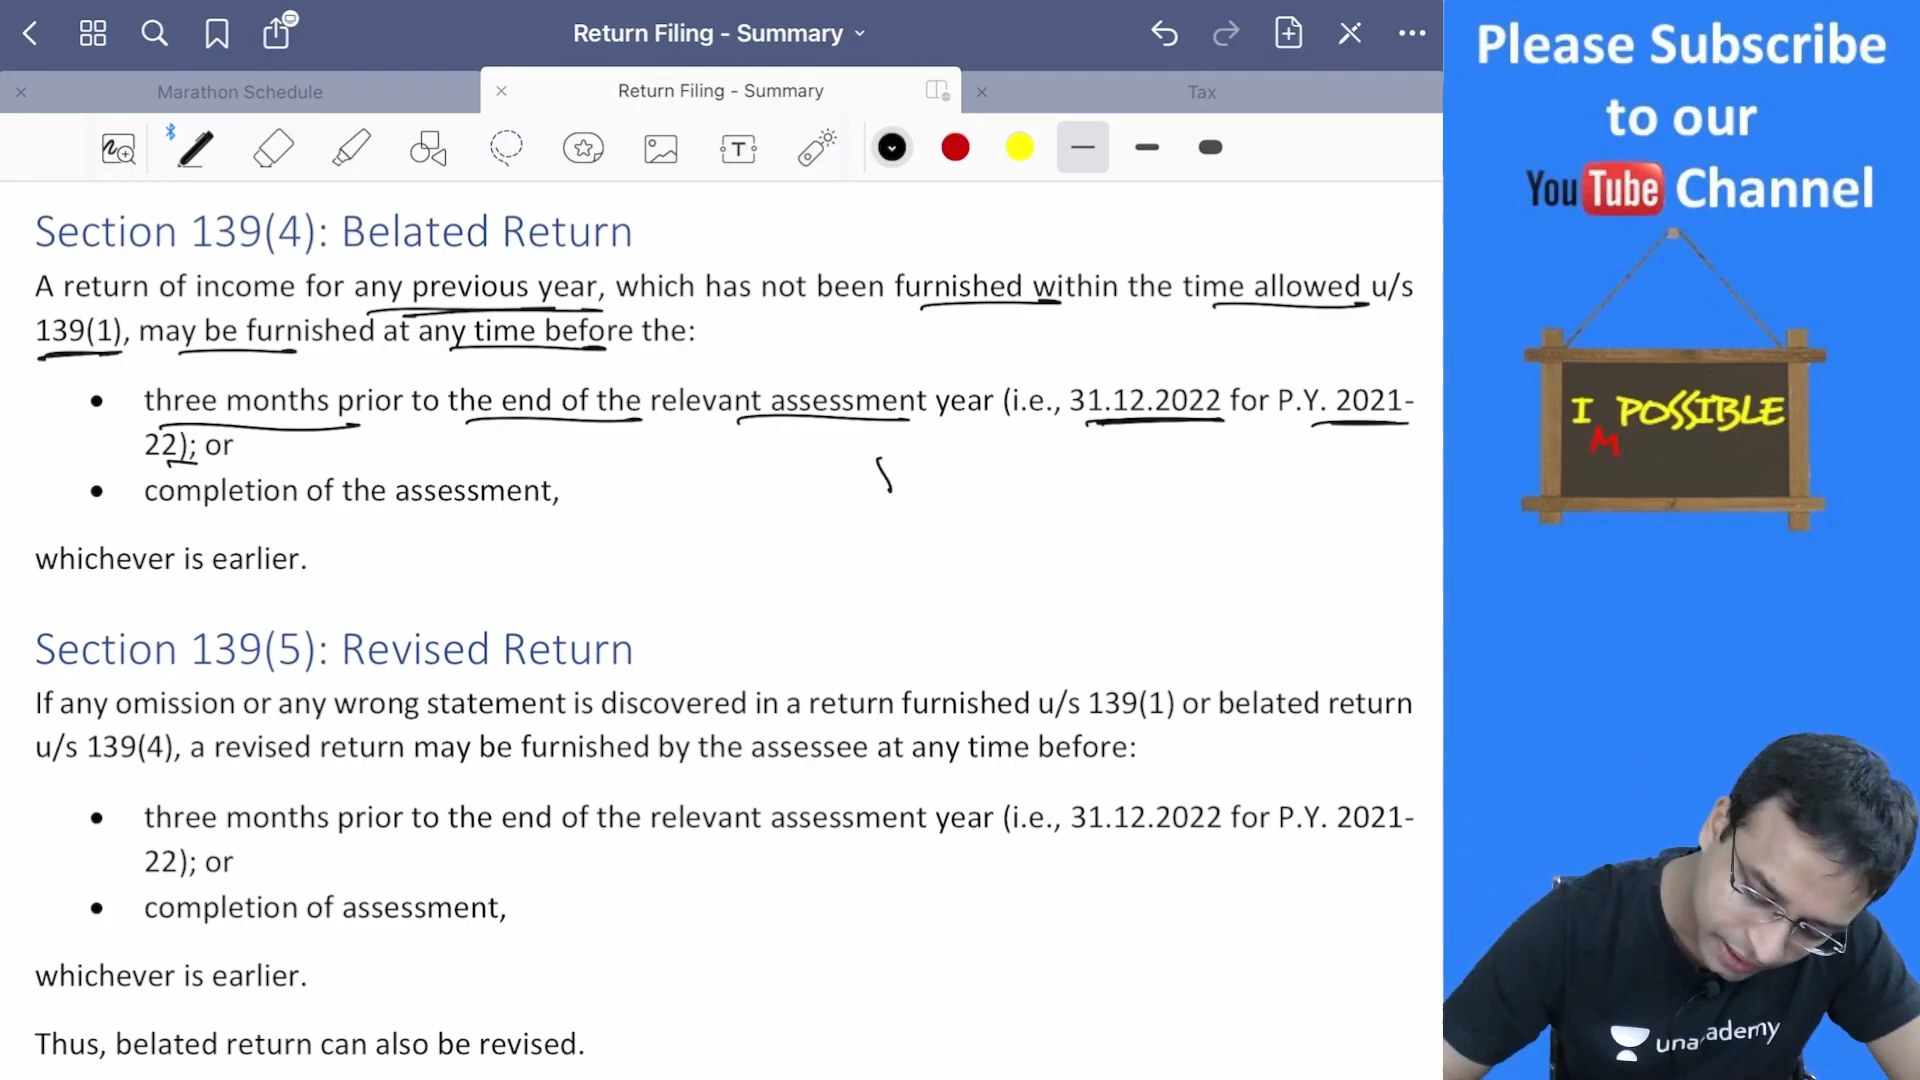 Return Filing - Summary
Marathon Schedule
Return Filing - Summary
Tax
T
Section 139(4): Belated Return
A return of income for any previous year, which has not been furnished within the time allowed u/s
139(1), may be furnished at any time before the:
• three months prior to the end of the relevant assessment year (i.e., 31.12.2022 for P.Y. 2021-
22); or
• completion of the assessment,
whichever is earlier.
Section 139(5): Revised Return
If any omission or any wrong statement is discovered in a return furnished u/s 139(1) or belated return
u/s 139(4), a revised return may be furnished by the assessee at any time before:
• three months prior to the end of the relevant assessment year (i.e., 31.12.2022 for P.Y. 2021-
22); or
• completion of assessment,
whichever is earlier.
Thus, belated return can also be revised.
Please Subscribe
to our
YouTube Channel
I POSSIBLE
M
unacademy